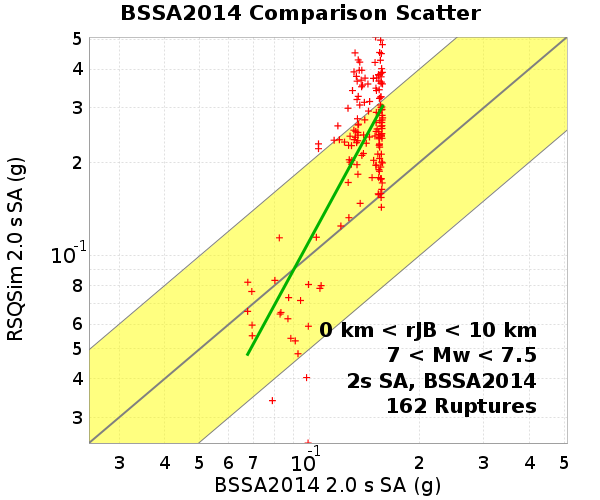 BSSA2014 Comparison Scatter
RSQSim 2.0 s SA (g)
5
4
3
2
10^-1
8
6
5
4
3
0 km < rJB < 10 km
7 < Mw < 7.5
2s SA, BSSA2014
162 Ruptures
3 4 5 6 7 10^-1 2 3 4 5
BSSA2014 2.0 s SA (g)